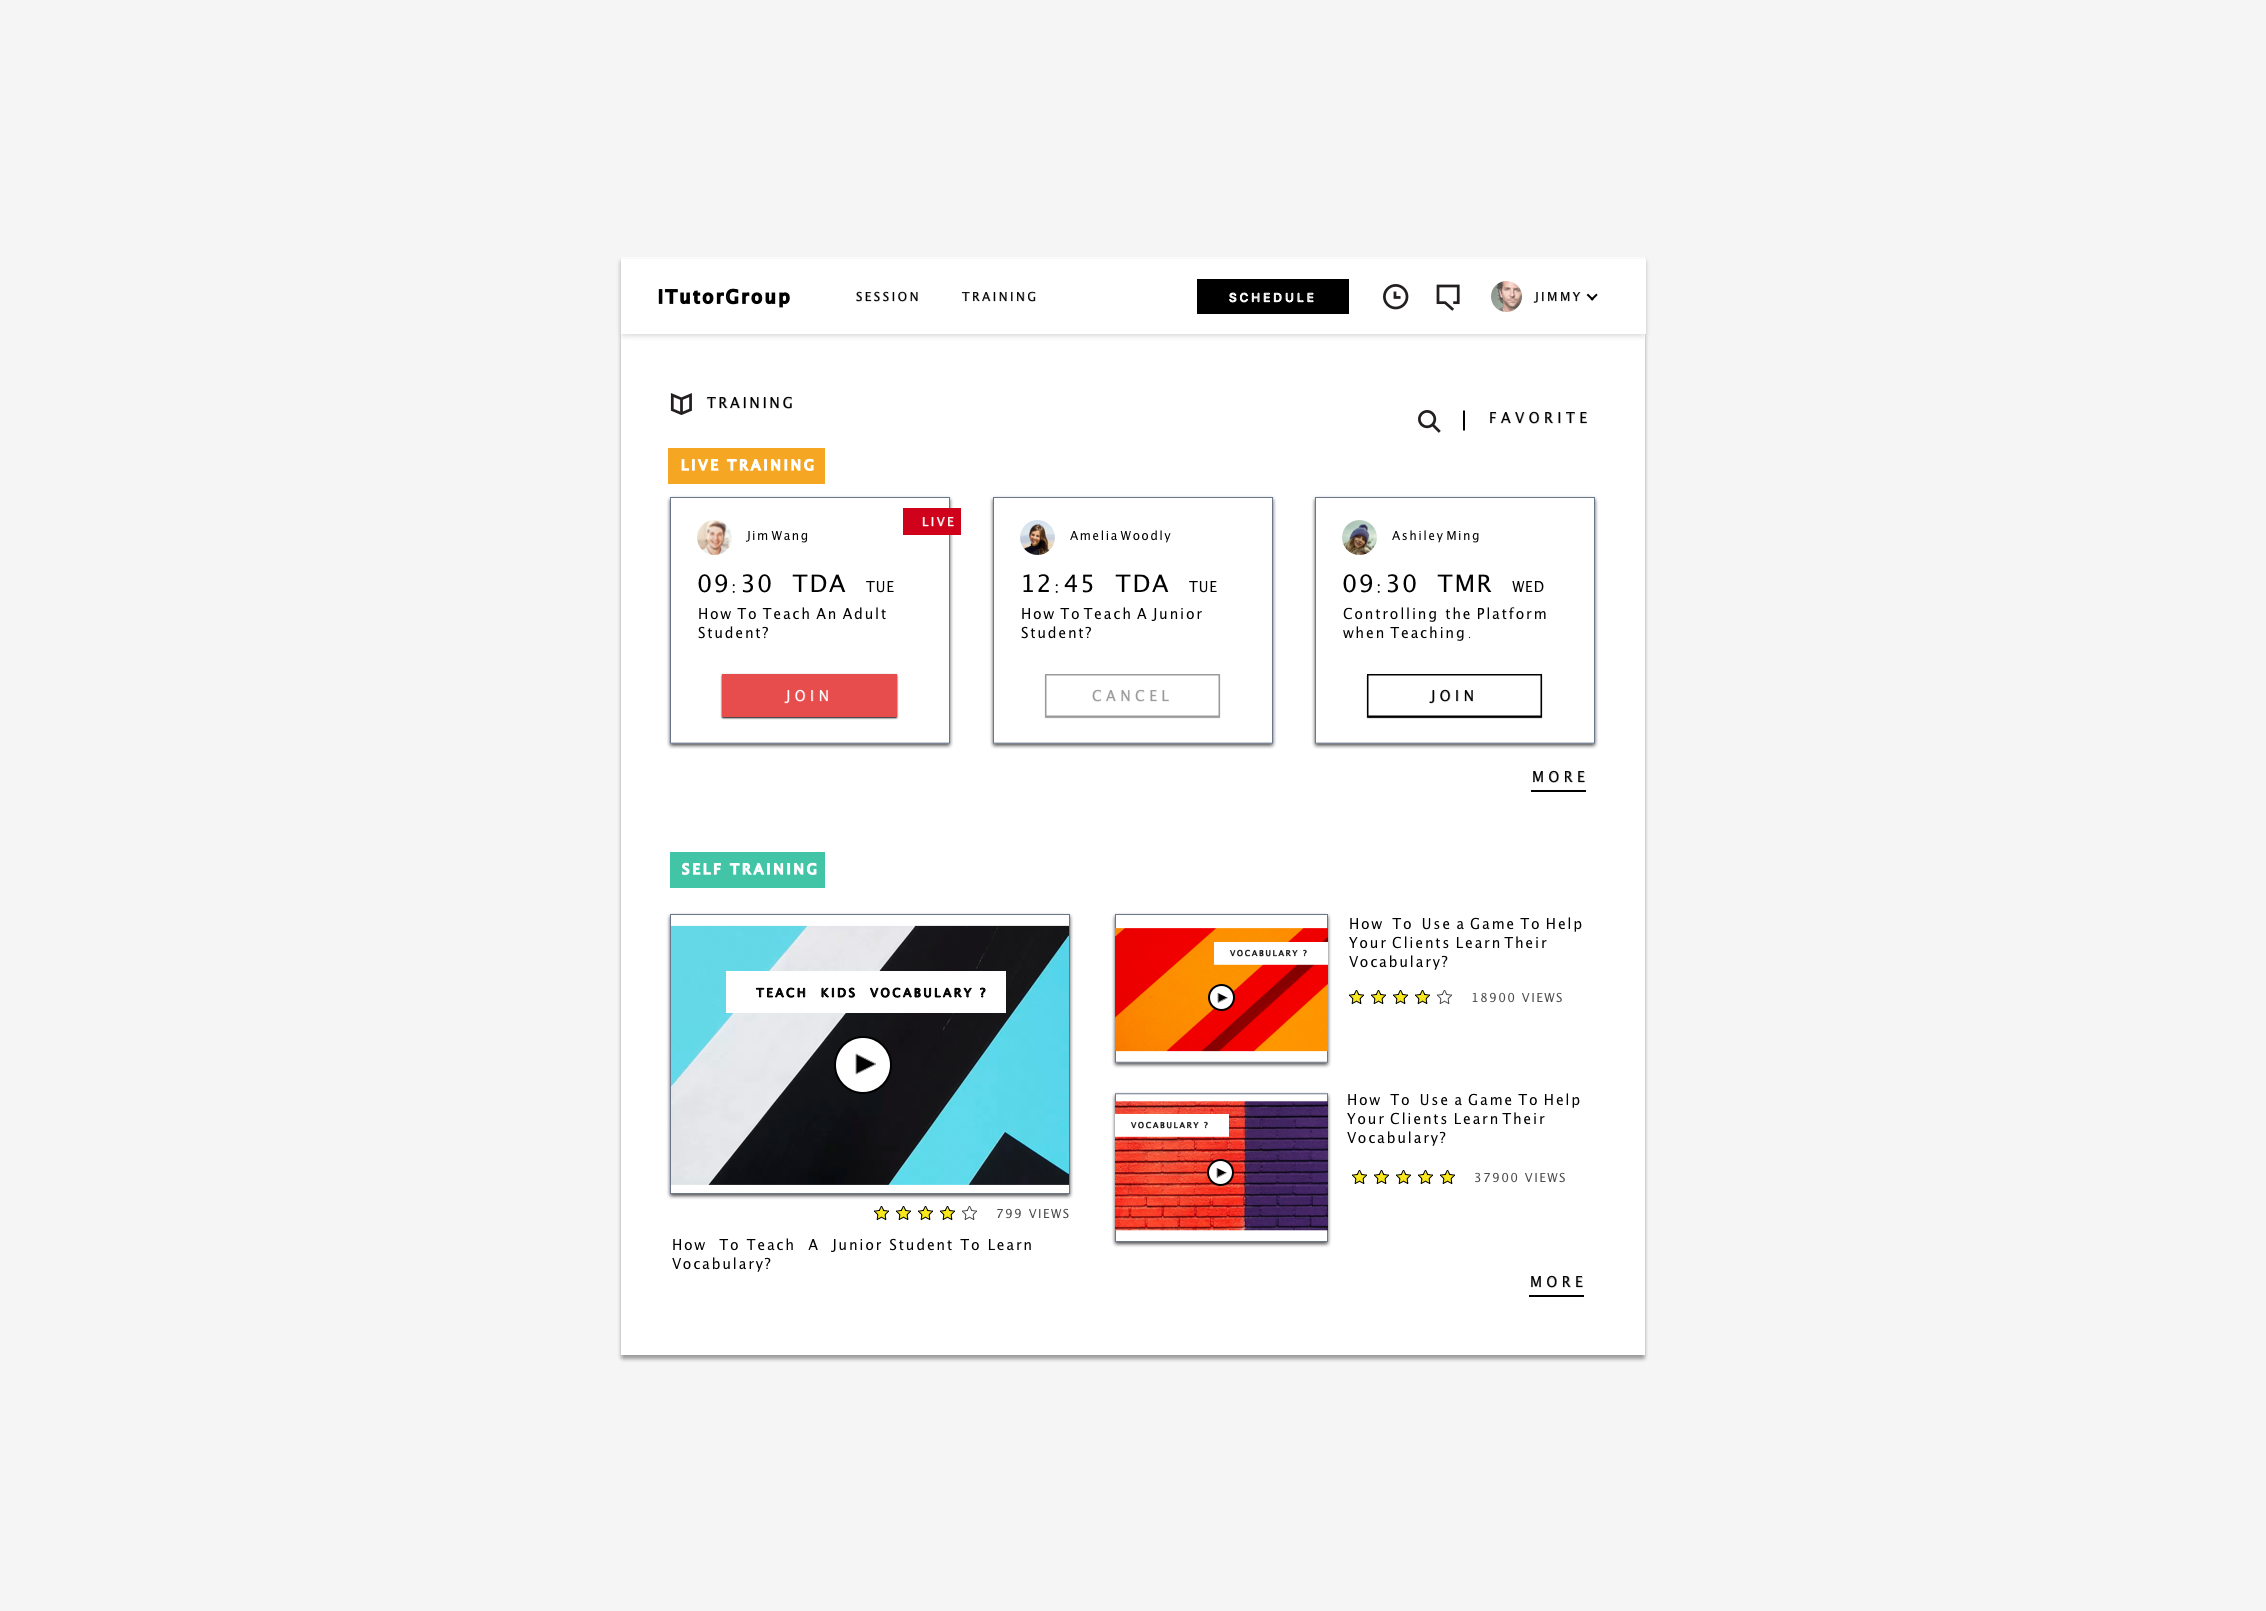 ITutorGroup SESSION TRAINING SCHEDULE JIMMY
TRAINING
FAVORITE
LIVE TRAINING
Jim Wang
LIVE
09:30 TDA TUE
How To Teach An Adult
Student?
JOIN
Amelia Woodly
12:45 TDA TUE
How To Teach A Junior
Student?
CANCEL
Ashiley Ming
09:30 TMR WED
Controlling the Platform
when Teaching.
JOIN
MORE
SELF TRAINING
TEACH KIDS VOCABULARY ?
799 VIEWS
How To Teach A Junior Student To Learn
Vocabulary?
VOCABULARY ?
How To Use a Game To Help
Your Clients Learn Their
Vocabulary?
18900 VIEWS
VOCABULARY ?
How To Use a Game To Help
Your Clients Learn Their
Vocabulary?
37900 VIEWS
MORE